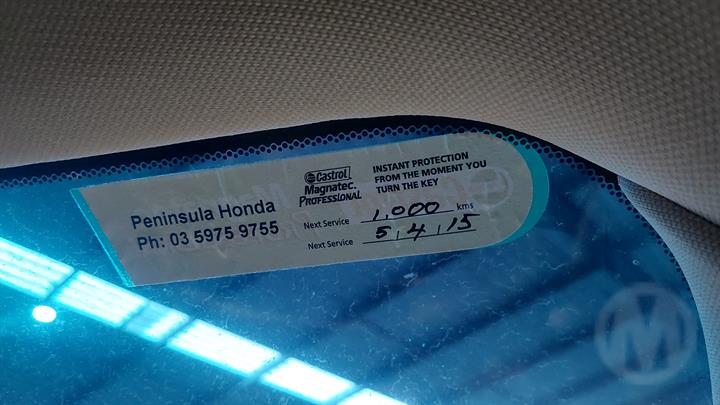 Peninsula Honda
Ph: 03 5975 9755
Castrol
Magnatec
PROFESSIONAL
INSTANT PROTECTION
FROM THE MOMENT YOU
TURN THE KEY
Next Service 1,000 kms
Next Service 5.4.15
M